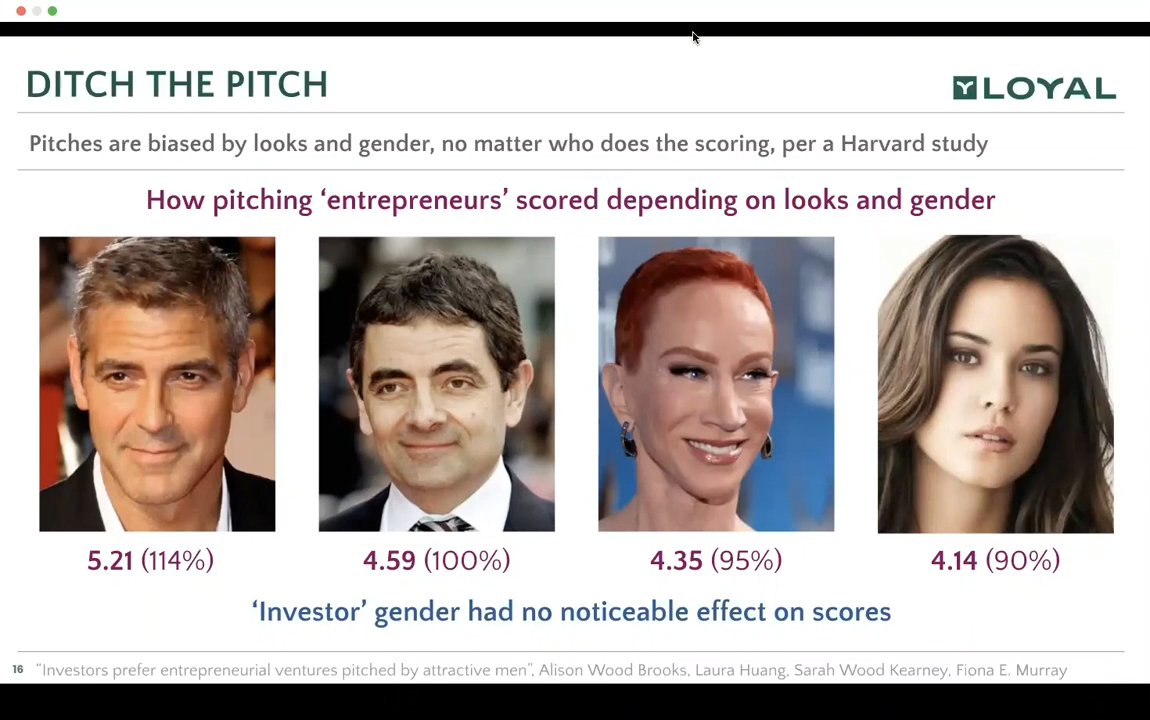 DITCH THE PITCH
LOYAL
Pitches are biased by looks and gender, no matter who does the scoring, per a Harvard study
How pitching ‘entrepreneurs’ scored depending on looks and gender
5.21 (114%)
4.59 (100%)
4.35 (95%)
4.14 (90%)
‘Investor’ gender had no noticeable effect on scores
16 “Investors prefer entrepreneurial ventures pitched by attractive men”, Alison Wood Brooks, Laura Huang, Sarah Wood Kearney, Fiona E. Murray